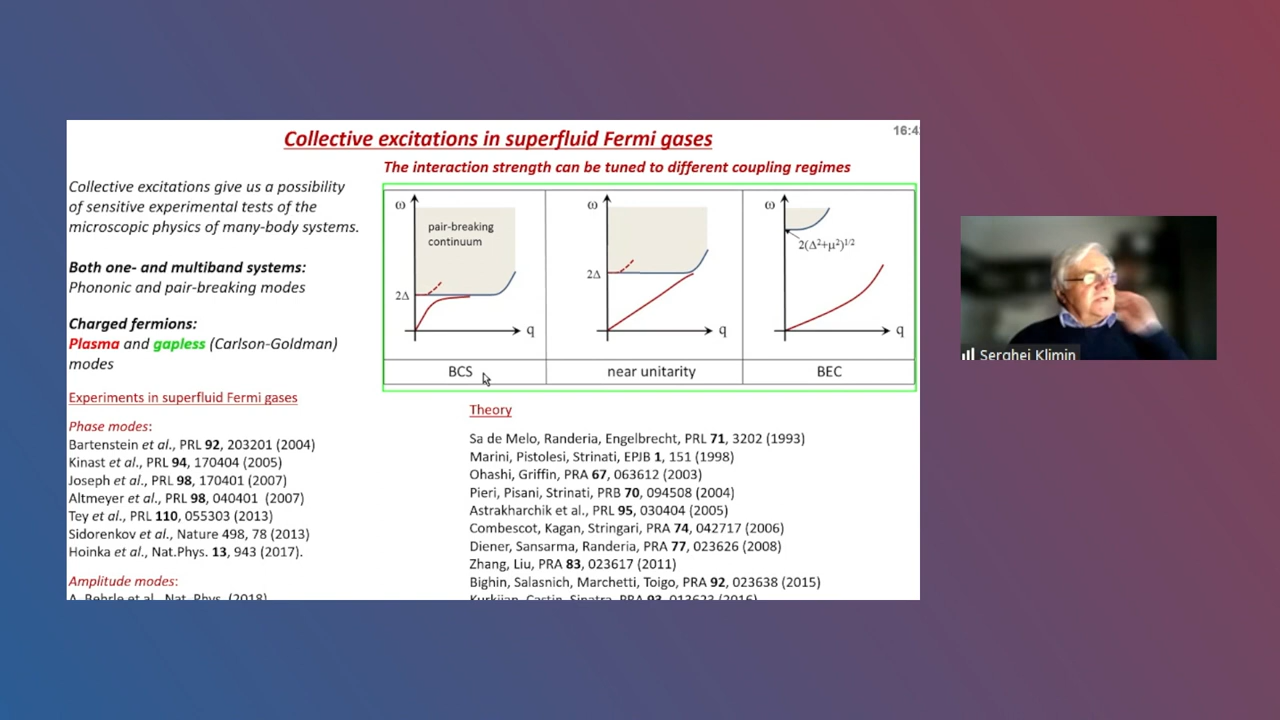 Collective excitations in superfluid Fermi gases
16:4
The interaction strength can be tuned to different coupling regimes
Collective excitations give us a possibility
of sensitive experimental tests of the
microscopic physics of many-body systems.
Both one- and multiband systems:
Phononic and pair-breaking modes
Charged fermions:
Plasma and gapless (Carlson-Goldman)
modes
ω
pair-breaking
continuum
2Δ
q
BCS
ω
2Δ
q
near unitarity
ω
2(Δ²+μ²)^1/2
q
BEC
Experiments in superfluid Fermi gases
Phase modes:
Bartenstein et al., PRL 92, 203201 (2004)
Kinast et al., PRL 94, 170404 (2005)
Joseph et al., PRL 98, 170401 (2007)
Altmeyer et al., PRL 98, 040401 (2007)
Tey et al., PRL 110, 055303 (2013)
Sidorenkov et al., Nature 498, 78 (2013)
Hoinka et al., Nat.Phys. 13, 943 (2017).
Amplitude modes:
A. Behrle et al., Nat. Phys. (2018)
Theory
Sa de Melo, Randeria, Engelbrecht, PRL 71, 3202 (1993)
Marini, Pistolesi, Strinati, EPJB 1, 151 (1998)
Ohashi, Griffin, PRA 67, 063612 (2003)
Pieri, Pisani, Strinati, PRB 70, 094508 (2004)
Astrakharchik et al., PRL 95, 030404 (2005)
Combescot, Kagan, Stringari, PRA 74, 042717 (2006)
Diener, Sansarma, Randeria, PRA 77, 023626 (2008)
Zhang, Liu, PRA 83, 023617 (2011)
Bighin, Salasnich, Marchetti, Toigo, PRA 92, 023638 (2015)
Kurkjian, Castin, Sinatra, PRA 93, 013623 (2016)
Serghei Klimin